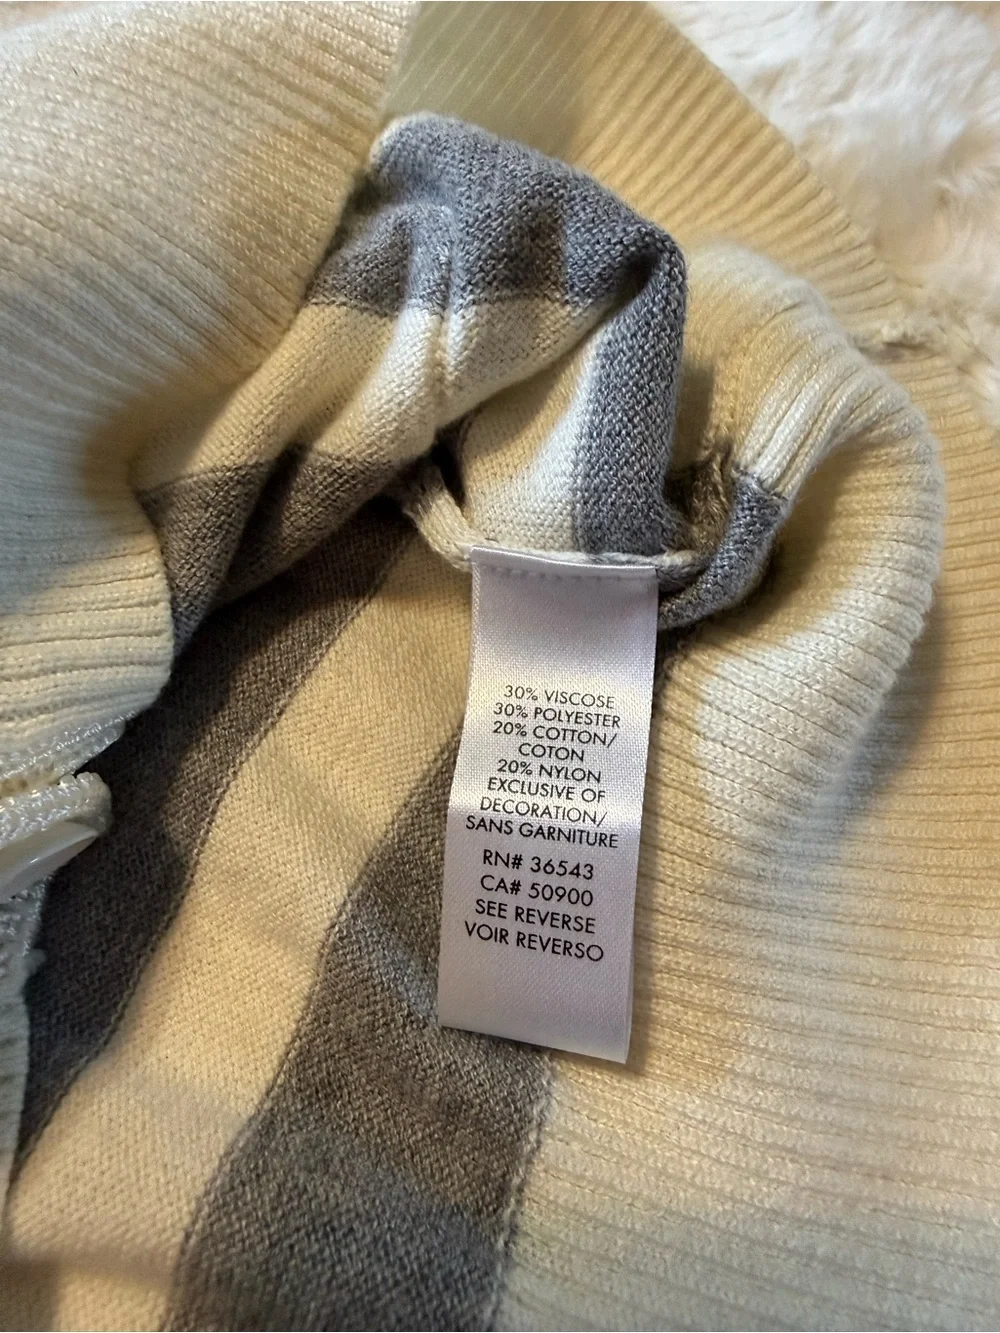 30% VISCOSE
30% POLYESTER
20% COTTON/
COTON
20% NYLON
EXCLUSIVE OF
DECORATION/
SANS GARNITURE
RN# 36543
CA# 50900
SEE REVERSE
VOIR REVERSO